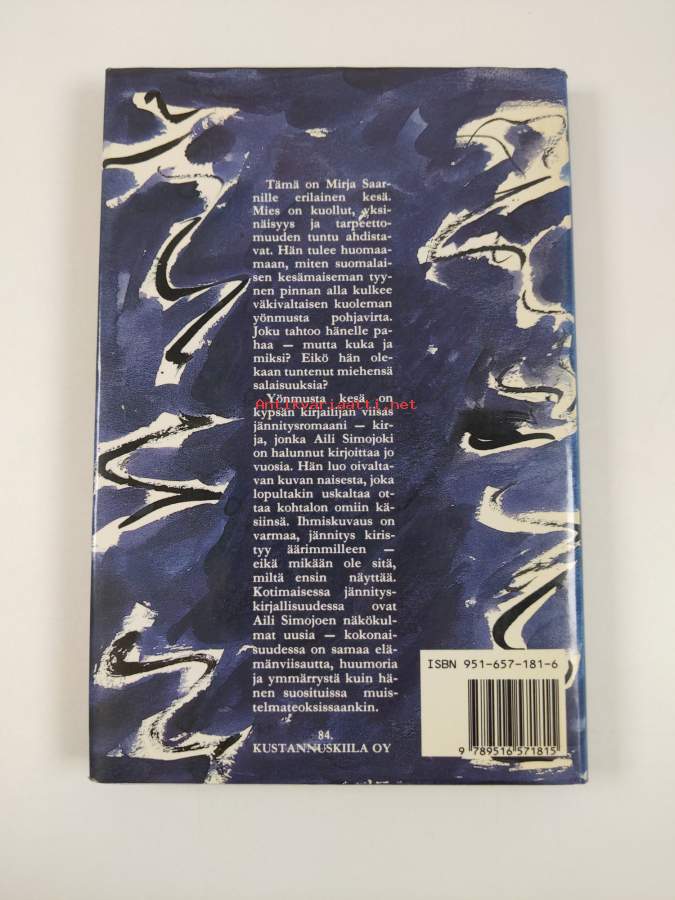 Tämä on Mirja Saar-
nille erilainen kesä.
Mies on kuollut, yksi-
näisyys ja tarpeetto-
muuden tuntu ahdista-
vat. Hän tulee huomaa-
maan, miten suomalai-
sen kesämaiseman tyy-
nen pinnan alla kulkee
väkivaltaisen kuoleman
yönmusta pohjavirta.
Joku tahtoo hänelle pa-
haa — mutta kuka ja
miksi? Eikö hän ole-
kaan tuntenut miehensä
salaisuuksia?
Yönmusta kesä on
Antikvariaatti.net
kypsän kirjailijan viisas
jännitysromaani — kir-
ja, jonka Aili Simojoki
on halunnut kirjoittaa jo
vuosia. Hän luo oivalta-
van kuvan naisesta, joka
lopultakin uskaltaa ot-
taa kohtalon omiin kä-
siinsä. Ihmiskuvaus on
varmaa, jännitys kiris-
tyy äärimmilleen —
eikä mikään ole sitä,
miltä ensin näyttää.
Kotimaisessa jännitys-
kirjallisuudessa ovat
Aili Simojoen näkökul-
mat uusia — kokonai-
suudessa on samaa elä-
mänviisautta, huumoria
ja ymmärrystä kuin hä-
nen suosituissa muis-
telmateoksissaankin.
84.
KUSTANNUSKIILA OY
ISBN 951-657-181-6
9 789516 571815